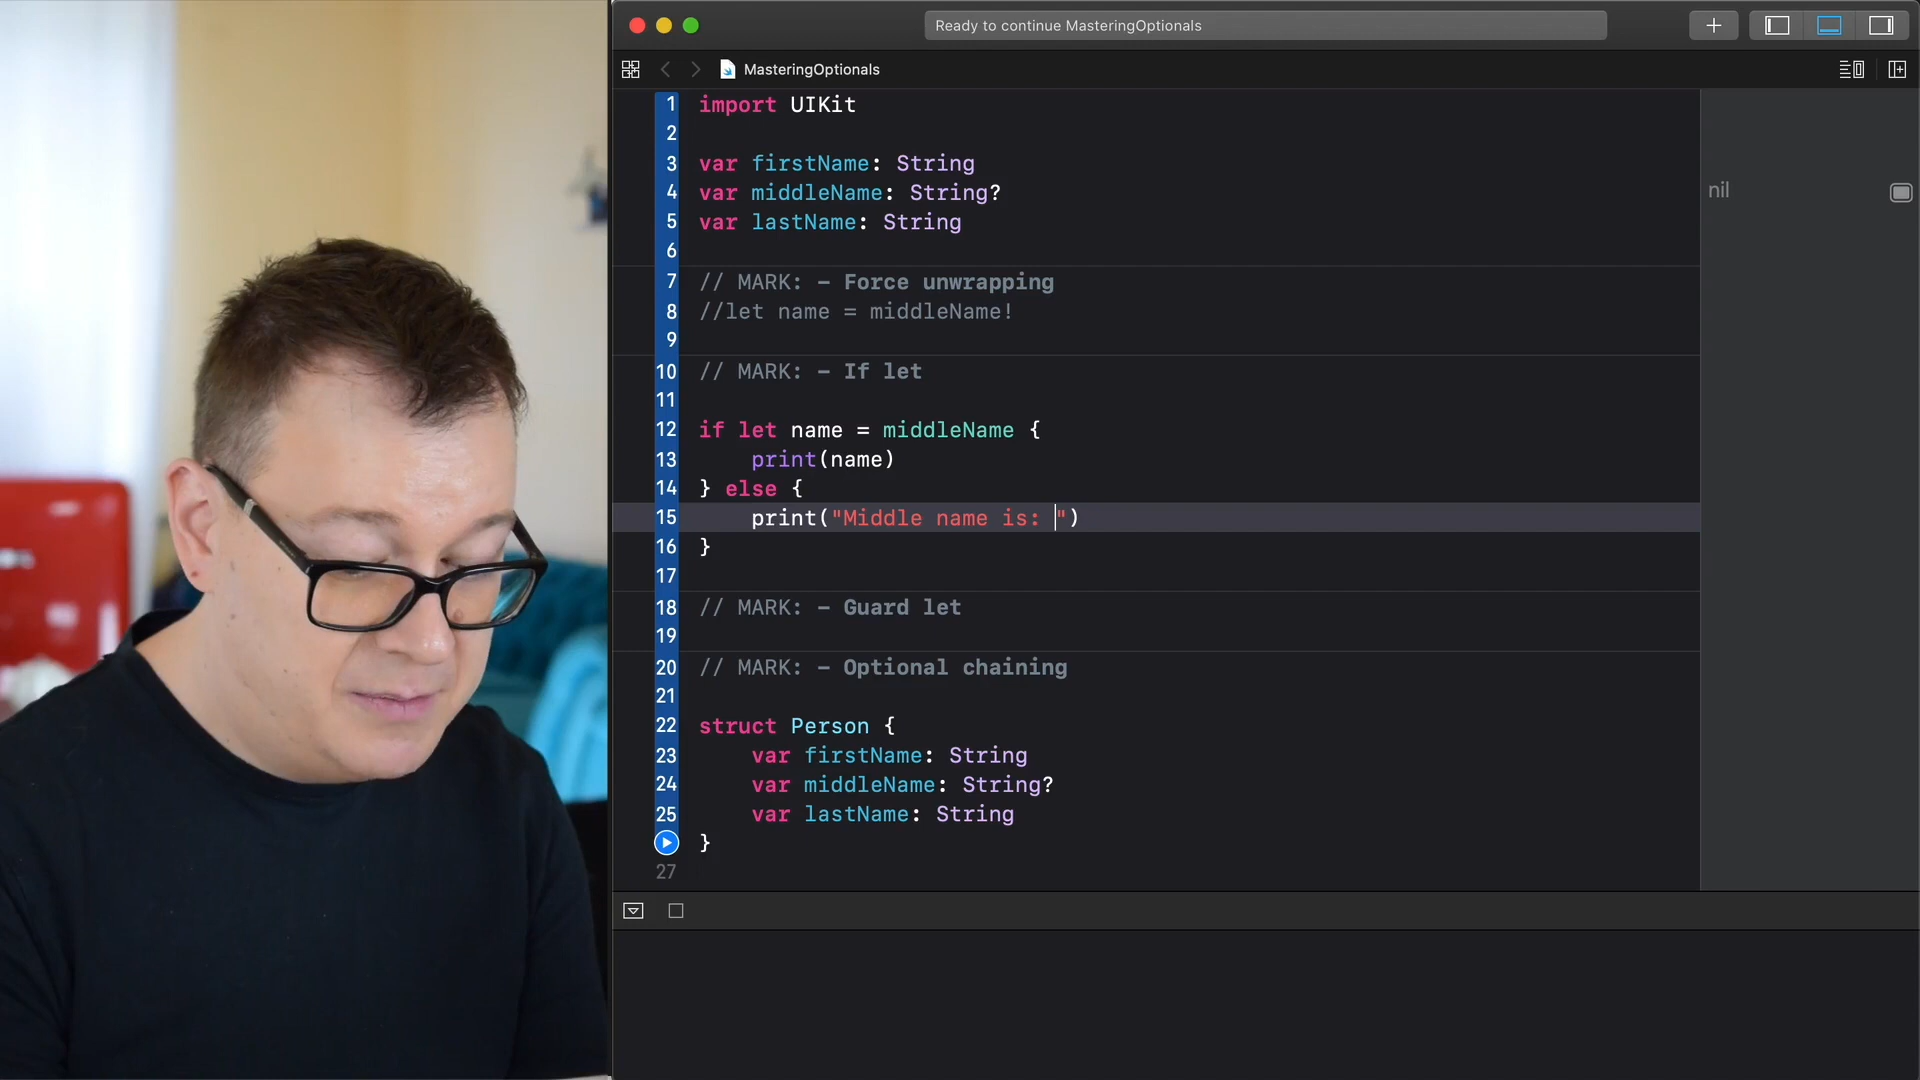 Ready to continue MasteringOptionals
MasteringOptionals
1 import UIKit
2
3 var firstName: String
4 var middleName: String?
5 var lastName: String
6
7 // MARK: - Force unwrapping
8 //let name = middleName!
9
10 // MARK: - If let
11
12 if let name = middleName {
13     print(name)
14 } else {
15     print("Middle name is: ")
16 }
17
18 // MARK: - Guard let
19
20 // MARK: - Optional chaining
21
22 struct Person {
23     var firstName: String
24     var middleName: String?
25     var lastName: String
}
27
nil